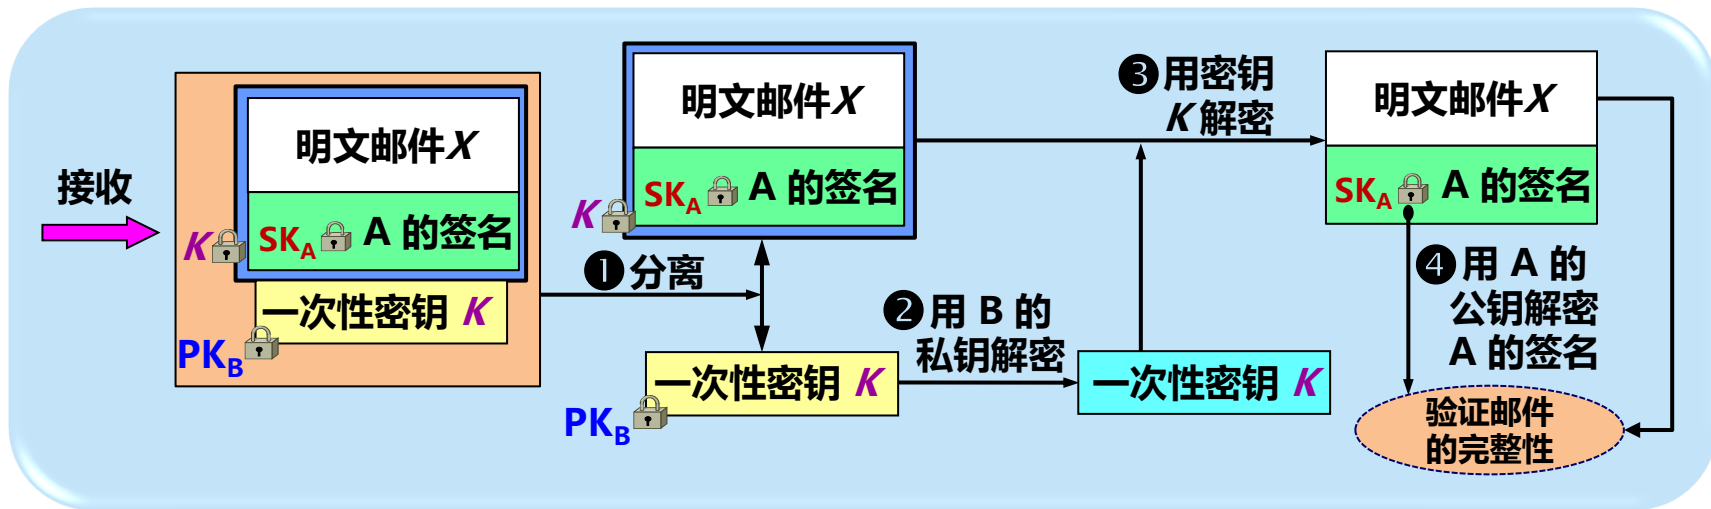 接收
明文邮件X
SKA A 的签名
K
一次性密钥 K
PKB
❶分离
明文邮件X
SKA A 的签名
K
一次性密钥 K
PKB
❷用 B 的
私钥解密
一次性密钥 K
❸用密钥
K 解密
明文邮件X
SKA A 的签名
❹用 A 的
公钥解密
A 的签名
验证邮件
的完整性